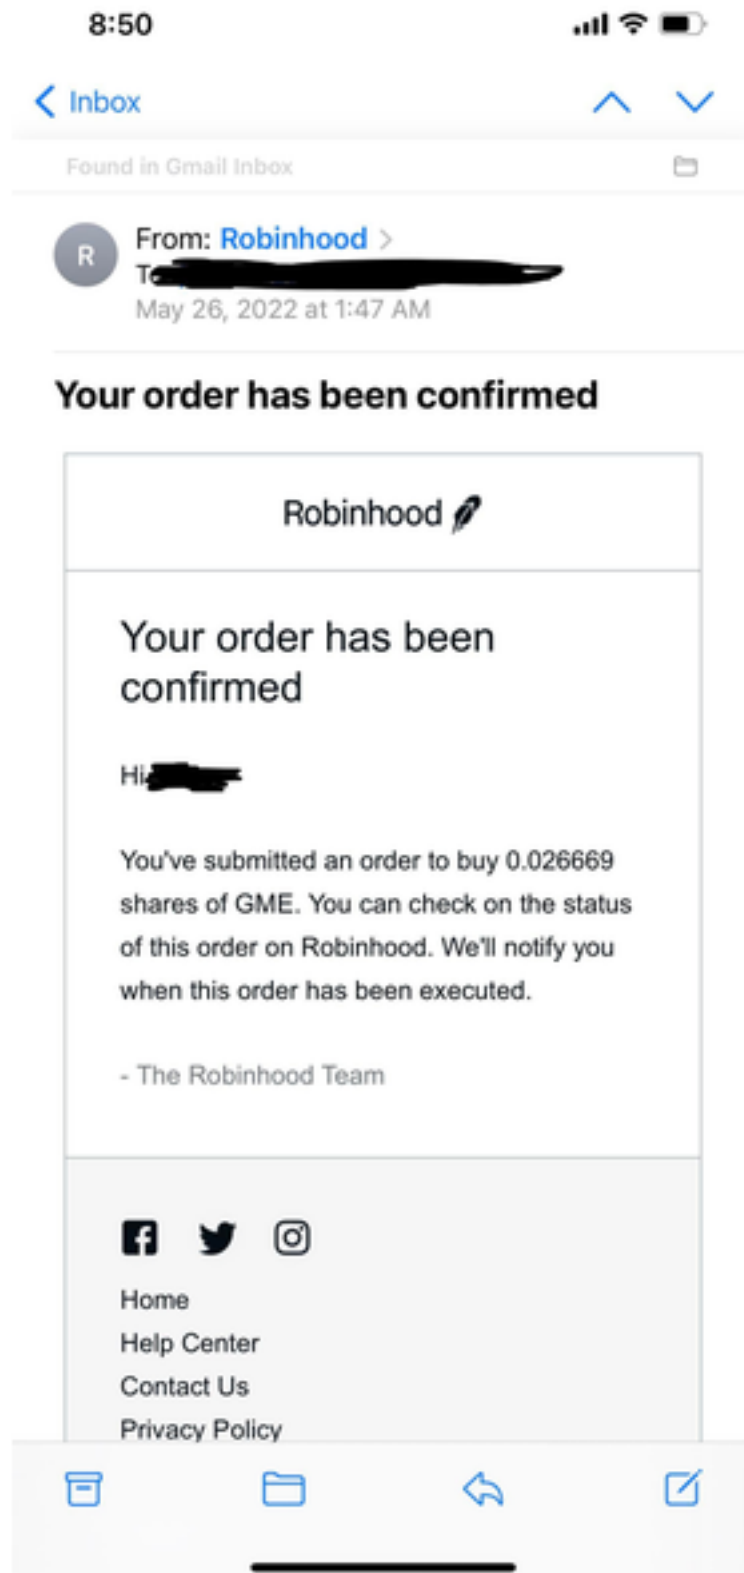 8:50
Inbox
Found in Gmail Inbox
R
From: Robinhood
May 26, 2022 at 1:47 AM
Your order has been confirmed
Robinhood
Your order has been
confirmed
Hi
You've submitted an order to buy 0.026669
shares of GME. You can check on the status
of this order on Robinhood. We'll notify you
when this order has been executed.
- The Robinhood Team
Home
Help Center
Contact Us
Privacy Policy